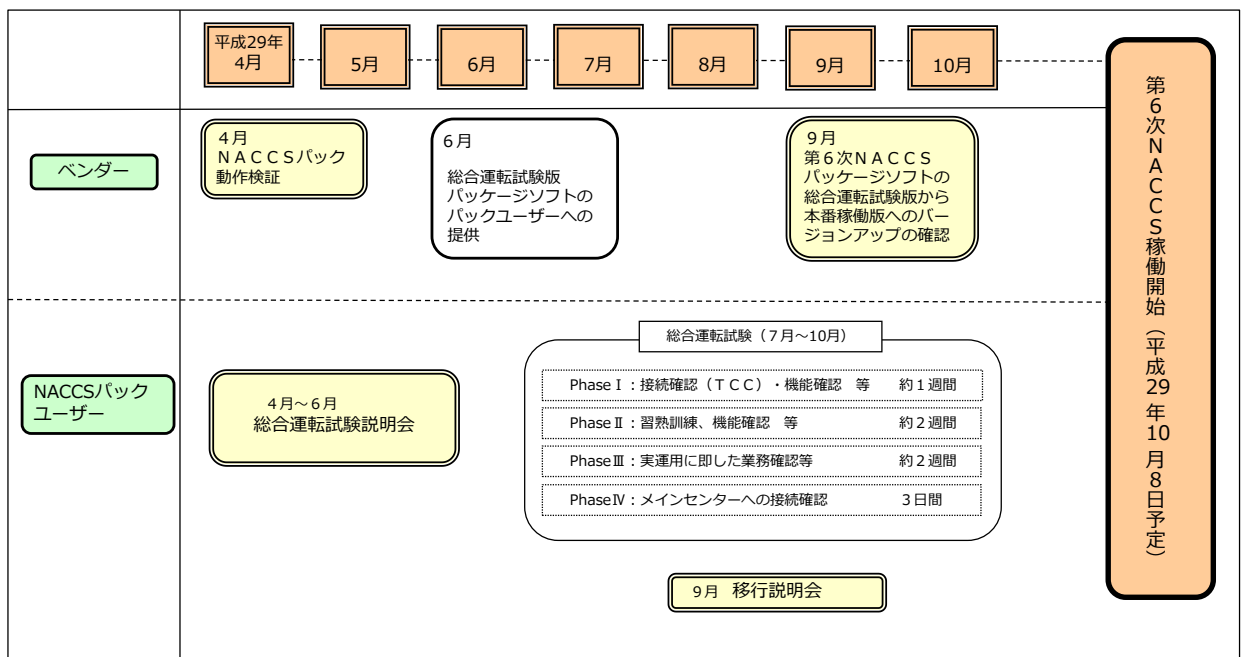 平成29年
4月
5月
6月
7月
8月
9月
10月
第6次NACCS稼働開始（平成29年10月8日予定）
ベンダー
４月
ＮＡＣＣＳパック
動作検証
６月
総合運転試験版
パッケージソフトの
パックユーザーへの
提供
９月
第６次ＮＡＣＣＳ
パッケージソフトの
総合運転試験版から
本番稼働版へのバー
ジョンアップの確認
NACCSパック
ユーザー
４月～６月
総合運転試験説明会
総合運転試験（７月～10月）
PhaseⅠ：接続確認（ＴＣＣ）・機能確認　等　約１週間
PhaseⅡ：習熟訓練、機能確認　等　約２週間
PhaseⅢ：実運用に即した業務確認等　約２週間
PhaseⅣ：メインセンターへの接続確認　３日間
９月 移行説明会